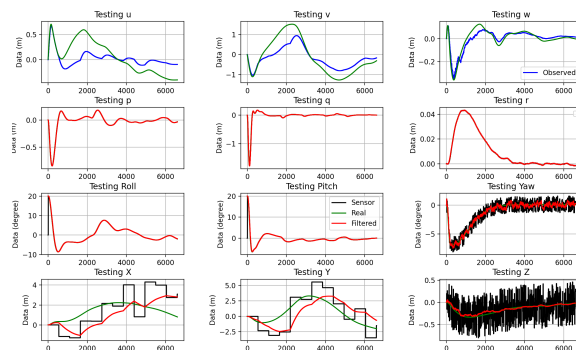 Testing u
Testing v
Testing w
Data (m)
0.5
0.0
0 2000 4000 6000
Data (m)
1
0
−1
0 2000 4000 6000
Data (m)
0.0
−0.2
0 2000 4000 6000
Observed
Testing p
Testing q
Testing r
Data (m)
0.0
−0.5
0 2000 4000 6000
Data (m)
0
−1
0 2000 4000 6000
Data (m)
0.04
0.02
0.00
0 2000 4000 6000
Testing Roll
Testing Pitch
Testing Yaw
Data (degree)
20
10
0
−10
0 2000 4000 6000
Data (degree)
20
10
0
0 2000 4000 6000
Sensor
Real
Filtered
Data (degree)
0
−5
0 2000 4000 6000
Testing X
Testing Y
Testing Z
Data (m)
4
2
0
0 2000 4000 6000
Data (m)
5.0
2.5
0.0
−2.5
0 2000 4000 6000
Data (m)
0.5
0.0
−0.5
0 2000 4000 6000